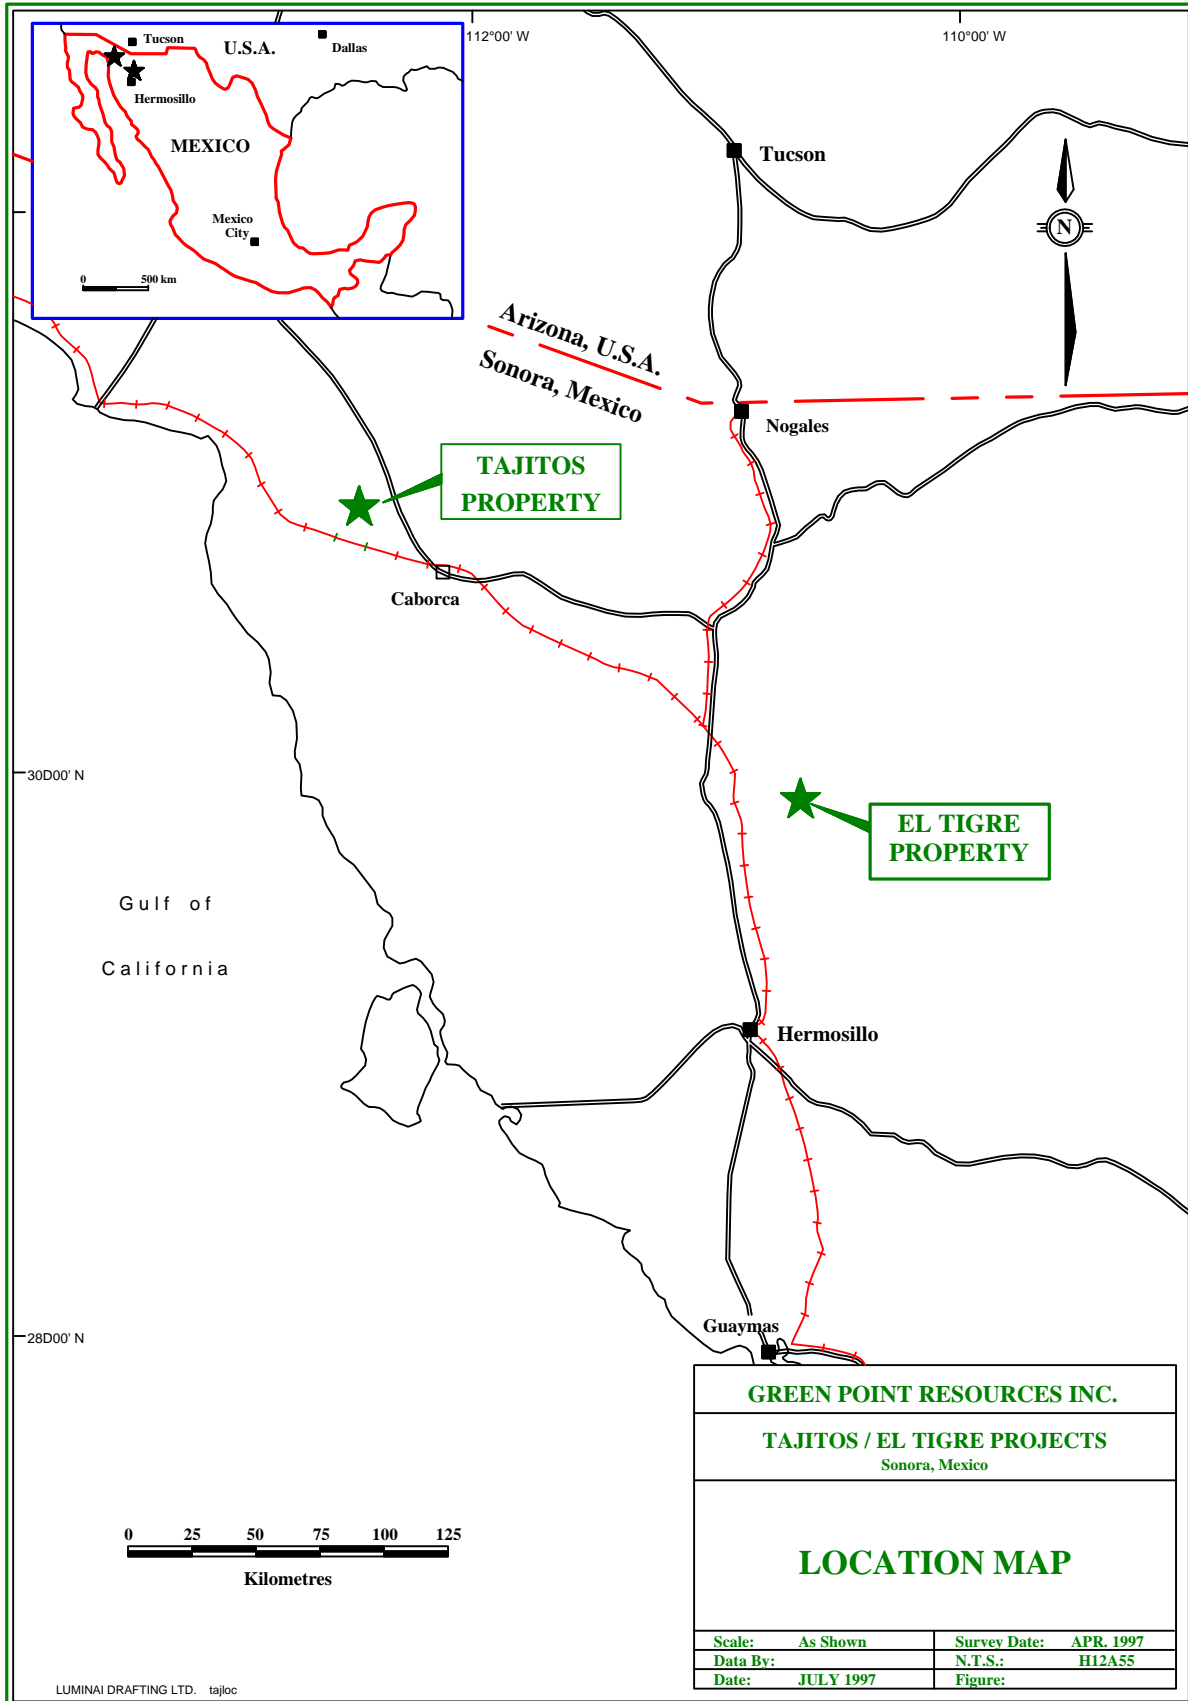 112°00' W
110°00' W
Tucson
U.S.A.
Dallas
Hermosillo
MEXICO
Mexico
City
0
500 km
Tucson
N
Arizona, U.S.A.
Sonora, Mexico
Nogales
TAJITOS
PROPERTY
Caborca
30D00' N
EL TIGRE
PROPERTY
Gulf of
California
Hermosillo
28D00' N
Guaymas
GREEN POINT RESOURCES INC.
TAJITOS / EL TIGRE PROJECTS
Sonora, Mexico
LOCATION MAP
0 25 50 75 100 125
Kilometres
Scale: As Shown
Survey Date: APR. 1997
Data By:
N.T.S.: H12A55
Date: JULY 1997
Figure:
LUMINAI DRAFTING LTD. tajloc